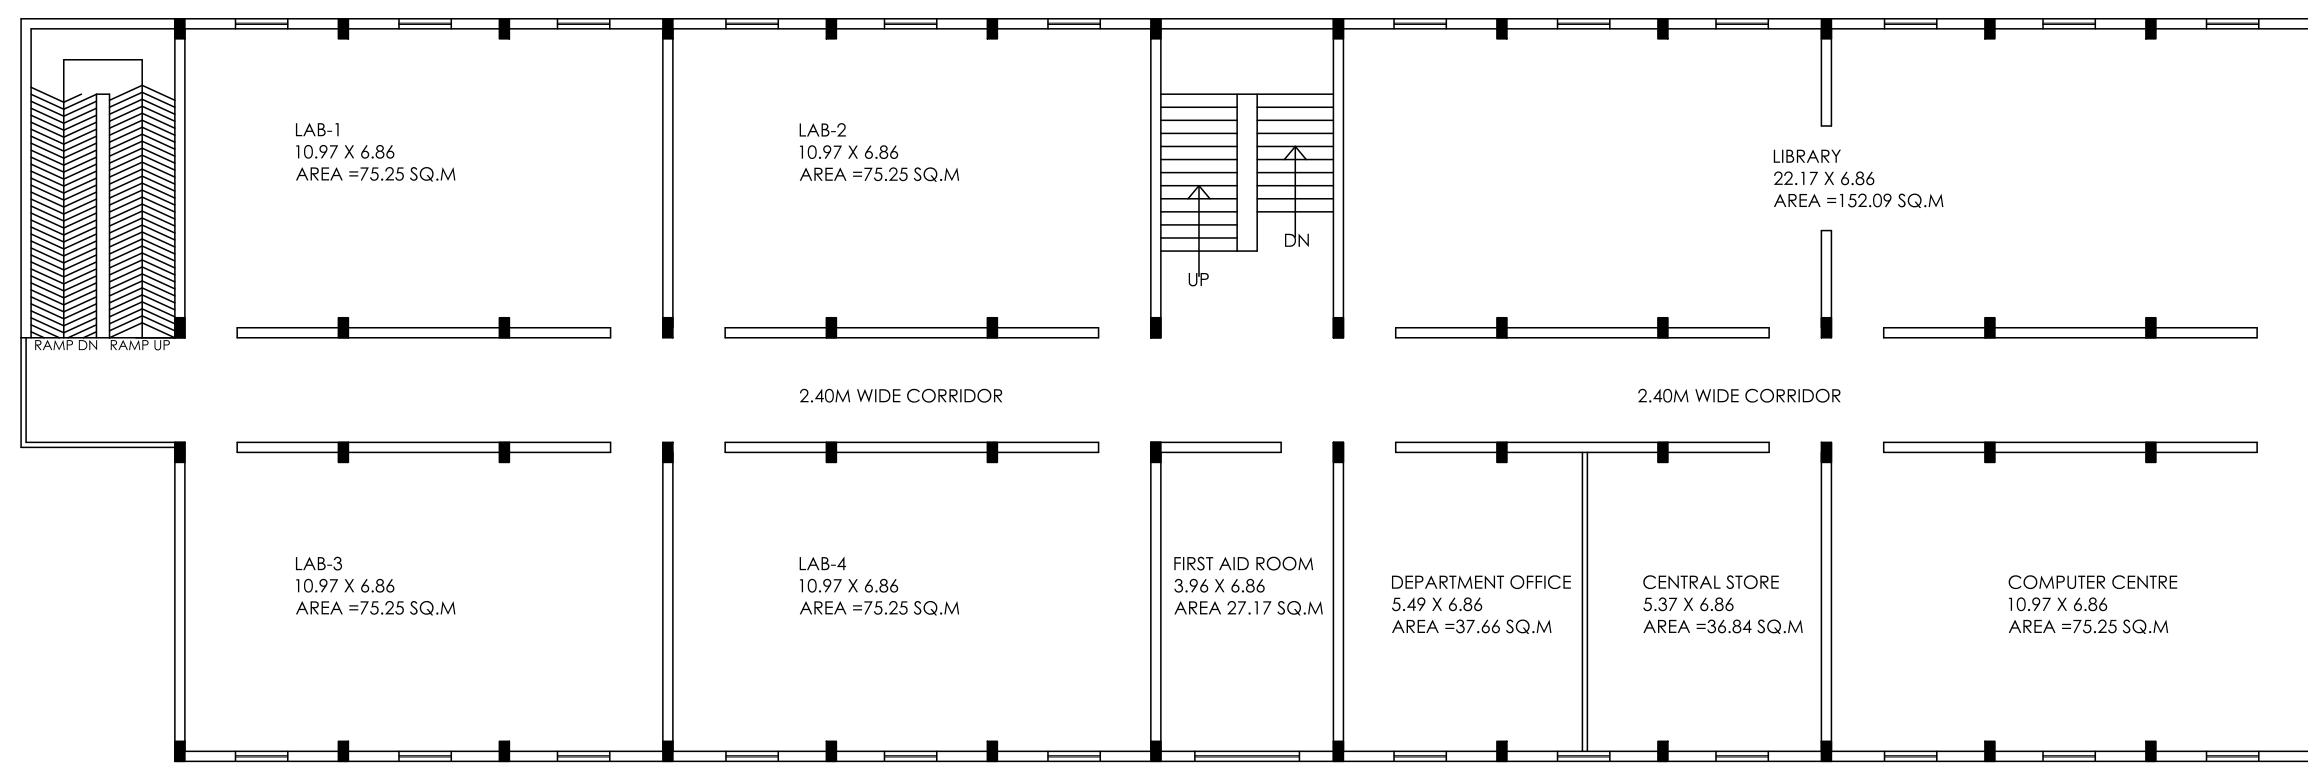 LAB-1
10.97 X 6.86
AREA =75.25 SQ.M
LAB-2
10.97 X 6.86
AREA =75.25 SQ.M
LIBRARY
22.17 X 6.86
AREA =152.09 SQ.M
DN
UP
RAMP DN
RAMP UP
2.40M WIDE CORRIDOR
2.40M WIDE CORRIDOR
LAB-3
10.97 X 6.86
AREA =75.25 SQ.M
LAB-4
10.97 X 6.86
AREA =75.25 SQ.M
FIRST AID ROOM
3.96 X 6.86
AREA 27.17 SQ.M
DEPARTMENT OFFICE
5.49 X 6.86
AREA =37.66 SQ.M
CENTRAL STORE
5.37 X 6.86
AREA =36.84 SQ.M
COMPUTER CENTRE
10.97 X 6.86
AREA =75.25 SQ.M